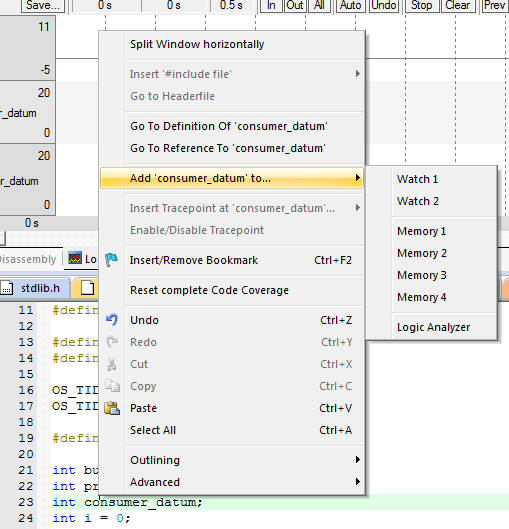 Save... 0 s 0 s 0.5 s In Out All Auto Undo Stop Clear Prev
11
-5
20
r_datum
0
20
_datum
0
0 s
Split Window horizontally
Insert '#include file'
Go to Headerfile
Go To Definition Of 'consumer_datum'
Go To Reference To 'consumer_datum'
Add 'consumer_datum' to...
Insert Tracepoint at 'consumer_datum'...
Enable/Disable Tracepoint
Insert/Remove Bookmark Ctrl+F2
Reset complete Code Coverage
Undo Ctrl+Z
Redo Ctrl+Y
Cut Ctrl+X
Copy Ctrl+C
Paste Ctrl+V
Select All Ctrl+A
Outlining
Advanced
Watch 1
Watch 2
Memory 1
Memory 2
Memory 3
Memory 4
Logic Analyzer
Disassembly Lo
stdlib.h
11 #defin
12
13 #defin
14 #defin
15
16 OS_TID
17 OS_TID
18
19 #defin
20
21 int bu
22 int pr
23 int consumer_datum;
24 int i = 0;